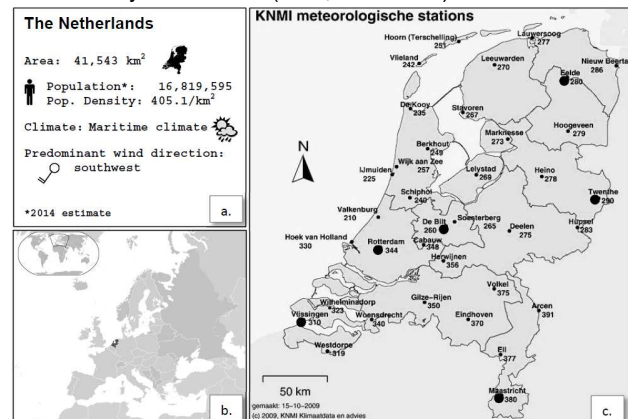 The Netherlands
Area: 41,543 km²
Population*: 16,819,595
Pop. Density: 405.1/km²
Climate: Maritime climate
Predominant wind direction:
southwest
*2014 estimate
a.
b.
KNMI meteorologische stations
Lauwersoog
277
Hoorn (Terschelling)
251
Nieuw Beerta
286
Vlieland
242
Leeuwarden
270
Eelde
280
De Kooy
235
Stavoren
267
Hoogeveen
279
Marknesse
273
Berkhout
249
N
Wijk aan Zee
257
IJmuiden
225
Lelystad
269
Heino
278
Schiphol
240
Twenthe
290
Valkenburg
210
De Bilt
260
Soesterberg
265
Deelen
275
Hupsel
283
Hoek van Holland
330
Rotterdam
344
Cabauw
348
Herwijnen
356
Volkel
375
Arcen
391
Wilhelminadorp
323
Vlissingen
310
Woensdrecht
340
Gilze-Rijen
350
Eindhoven
370
Westdorpe
319
Ell
377
Maastricht
380
50 km
gemaakt: 15-10-2009
(c) 2009, KNMI Klimaatdata en advies
c.